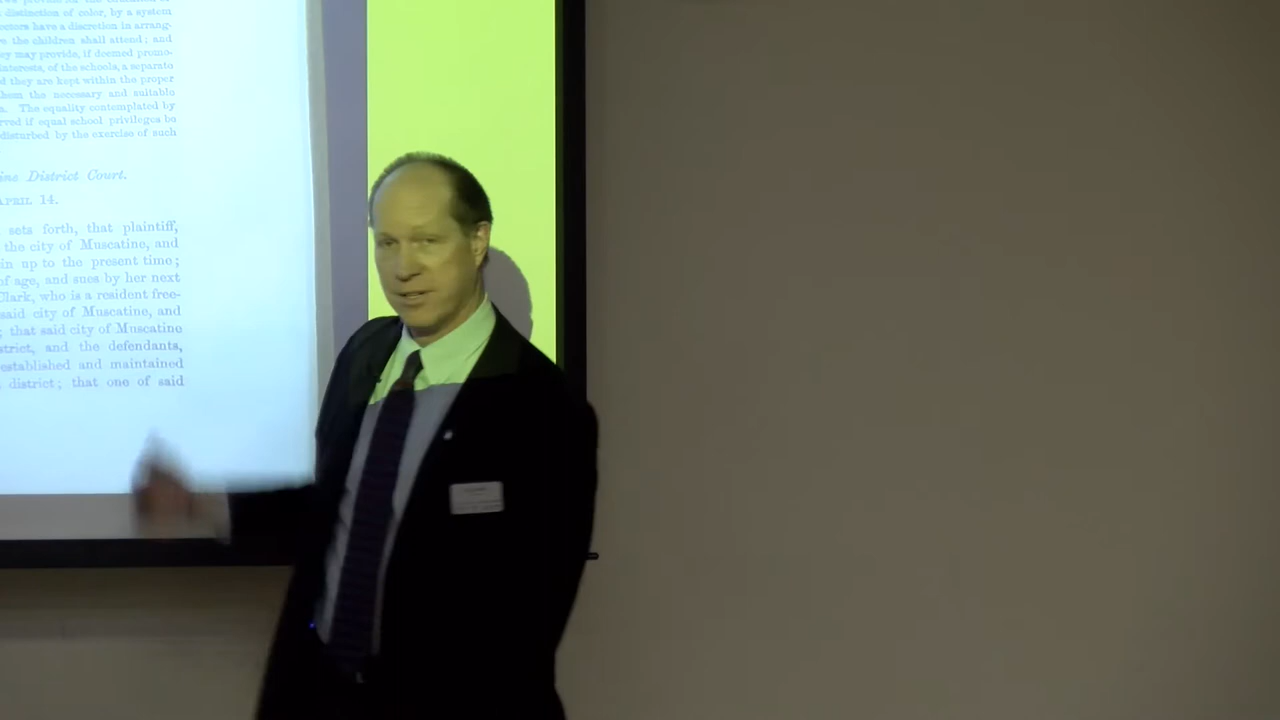 distinction of color, by a system
ectors have a discretion in arrang-
the children shall attend; and
ey may provide, if deemed promo-
interests, of the schools, a separate
d they are kept within the proper
hem the necessary and suitable
The equality contemplated by
rved if equal school privileges be
disturbed by the exercise of such
ine District Court.
APRIL 14.
sets forth, that plaintiff,
the city of Muscatine, and
in up to the present time;
of age, and sues by her next
Clark, who is a resident free-
said city of Muscatine, and
; that said city of Muscatine
strict, and the defendants,
established and maintained
district; that one of said